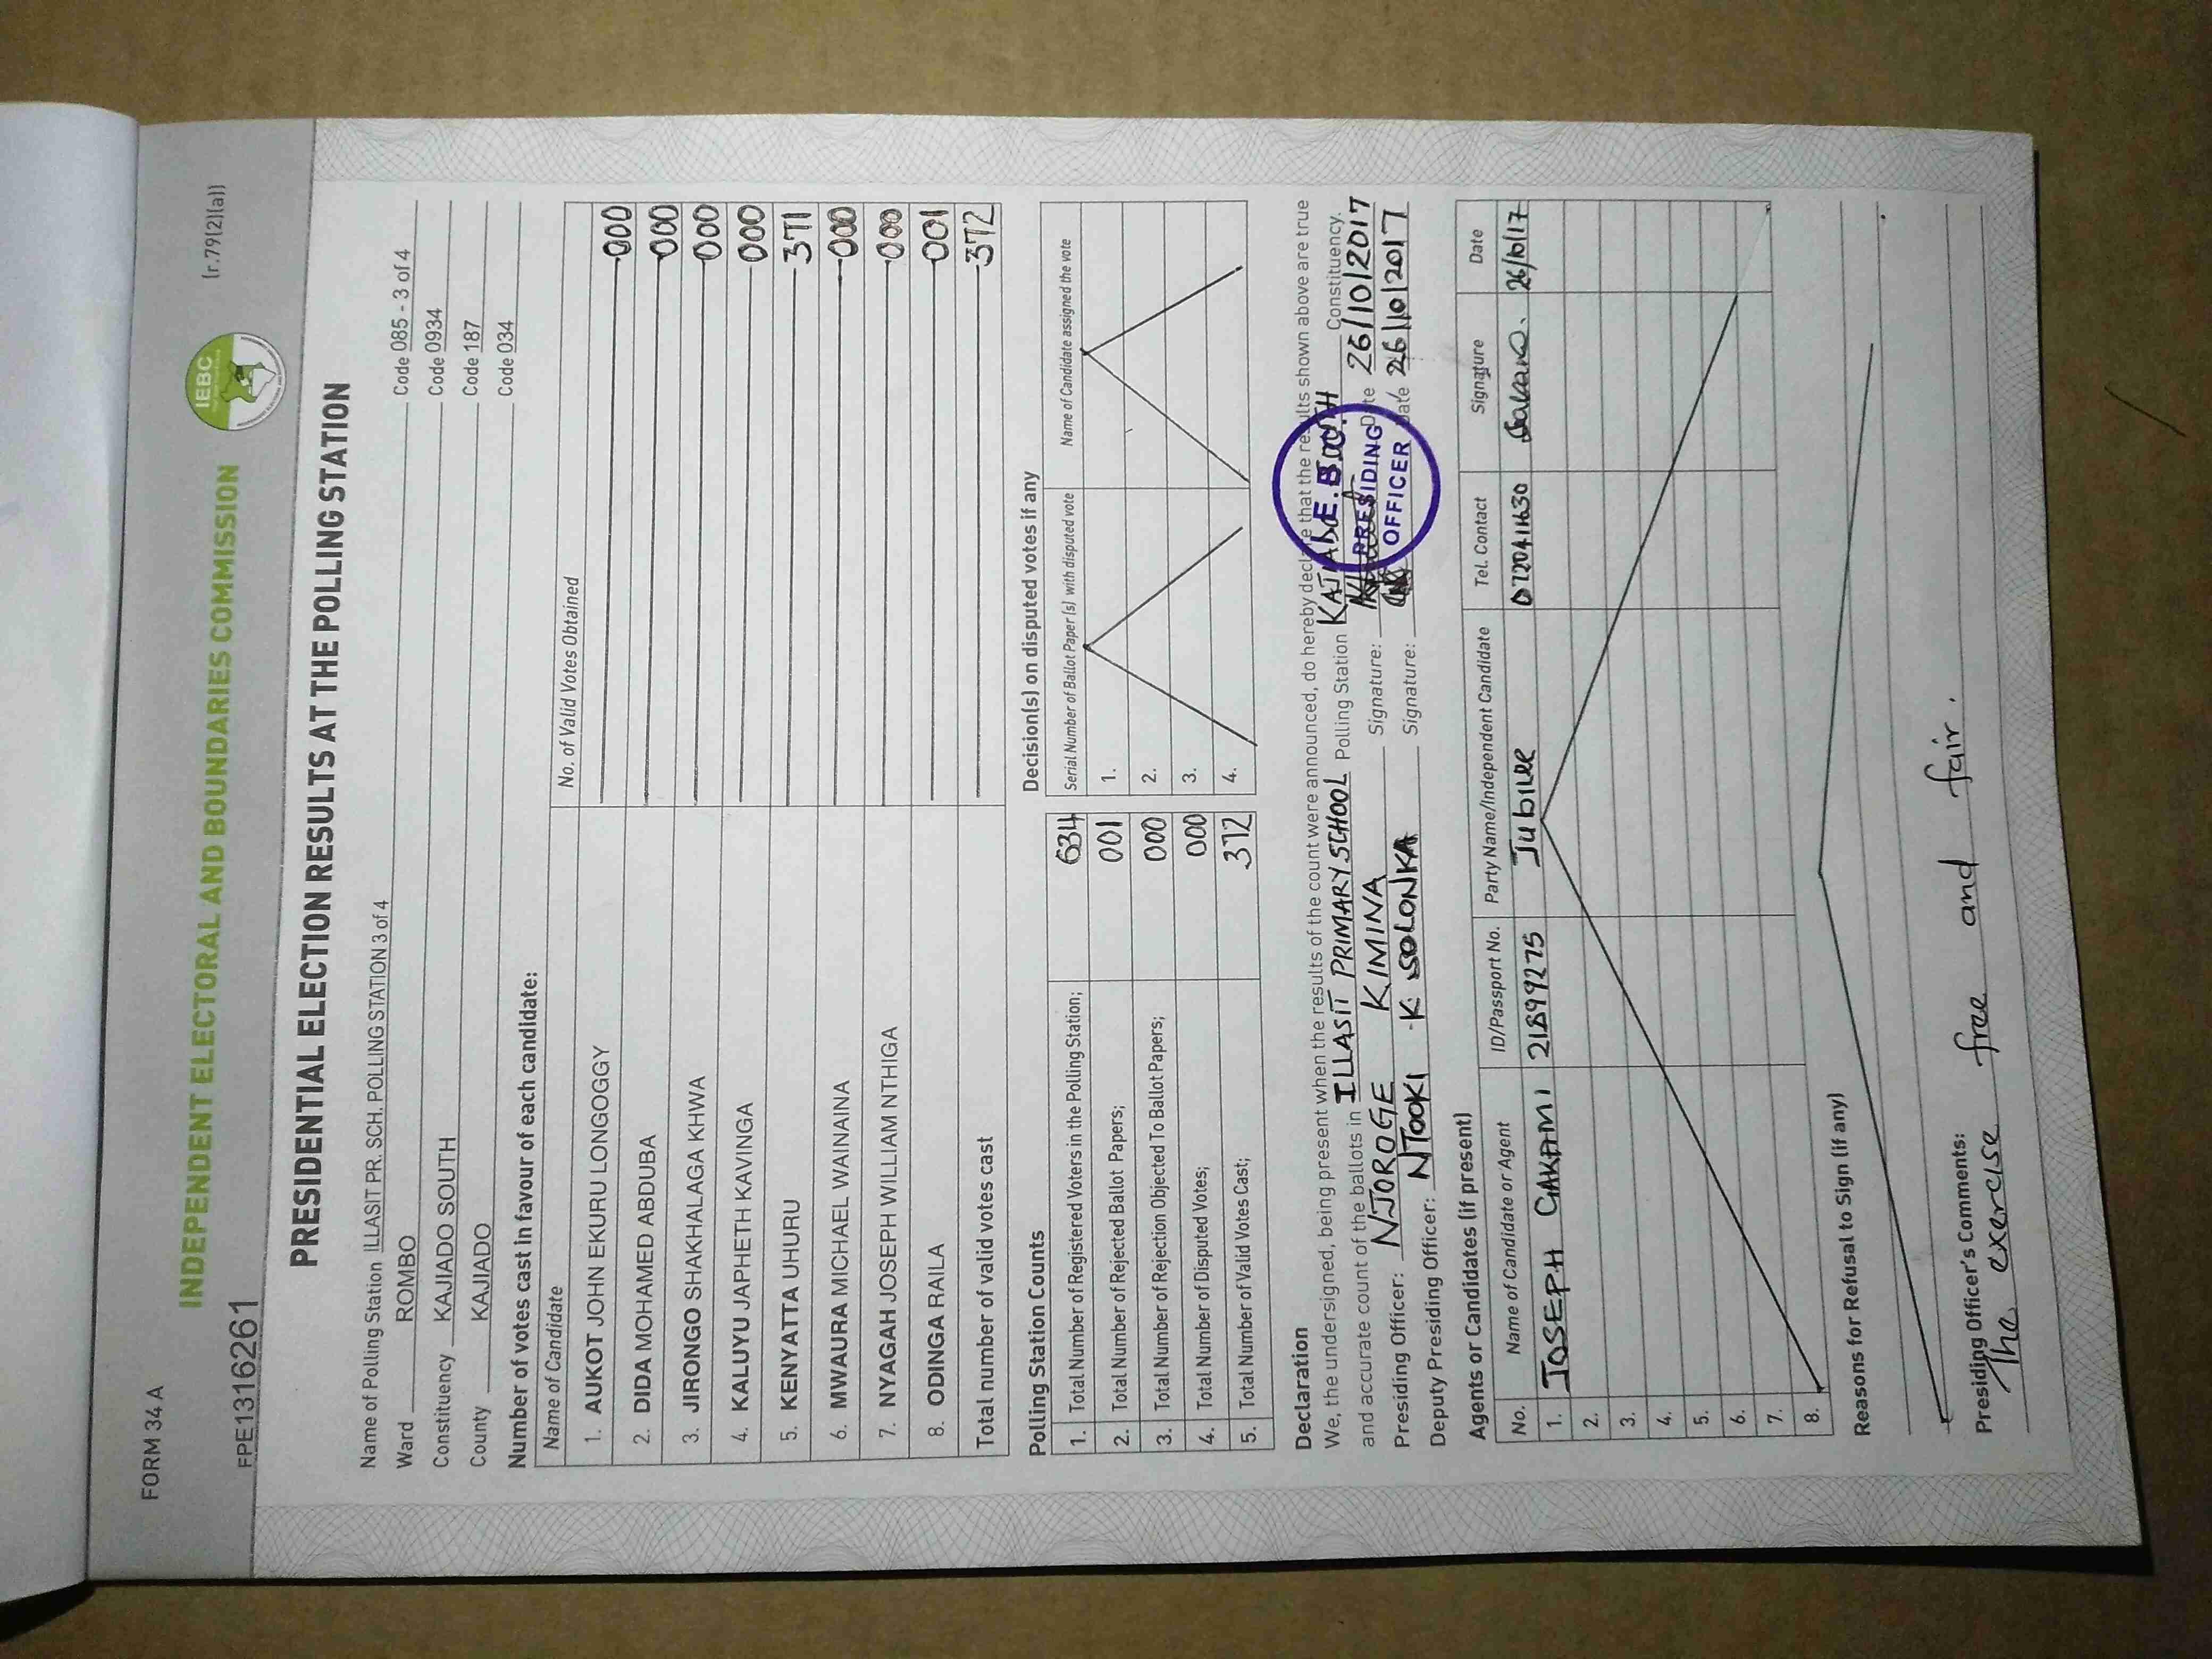 FORM 34 A
(r.79(2)(a))
IEBC
INDEPENDENT ELECTORAL AND BOUNDARIES COMMISSION
FPE1316261
PRESIDENTIAL ELECTION RESULTS AT THE POLLING STATION
Name of Polling Station ILLASIT PR. SCH. POLLING STATION 3 of 4 Code 085 - 3 of 4
Ward ROMBO Code 0934
Constituency KAJIADO SOUTH Code 187
County KAJIADO Code 034
Number of votes cast in favour of each candidate:
Name of Candidate No. of Valid Votes Obtained
1. AUKOT JOHN EKURU LONGOGGY 000
2. DIDA MOHAMED ABDUBA 000
3. JIRONGO SHAKHALAGA KHWA 000
4. KALUYU JAPHETH KAVINGA 000
5. KENYATTA UHURU 371
6. MWAURA MICHAEL WAINAINA 000
7. NYAGAH JOSEPH WILLIAM NTHIGA 000
8. ODINGA RAILA 001
Total number of valid votes cast 372
Polling Station Counts
1. Total Number of Registered Voters in the Polling Station; 634
2. Total Number of Rejected Ballot Papers; 001
3. Total Number of Rejection Objected To Ballot Papers; 000
4. Total Number of Disputed Votes; 000
5. Total Number of Valid Votes Cast; 372
Decision(s) on disputed votes if any
Serial Number of Ballot Paper (s) with disputed vote Name of Candidate assigned the vote
1.
2.
3.
4.
Declaration
We, the undersigned, being present when the results of the count were announced, do hereby declare that the results shown above are true
and accurate count of the ballots in ILLASIT PRIMARY SCHOOL Polling Station KAJIADO SOUTH Constituency.
Presiding Officer: NJOROGE KIMINA Signature: Date 26/10/2017
Deputy Presiding Officer: NTOOKI K SOLONKA Signature: Date 26/10/2017
PRESIDING
OFFICER
Agents or Candidates (if present)
No. Name of Candidate or Agent ID/Passport No. Party Name/Independent Candidate Tel. Contact Signature Date
1. JOSEPH GAKAMI 21899275 Jubilee 0720411630 26/10/17
2.
3.
4.
5.
6.
7.
8.
Reasons for Refusal to Sign (if any)
Presiding Officer's Comments:
The exercise free and fair.